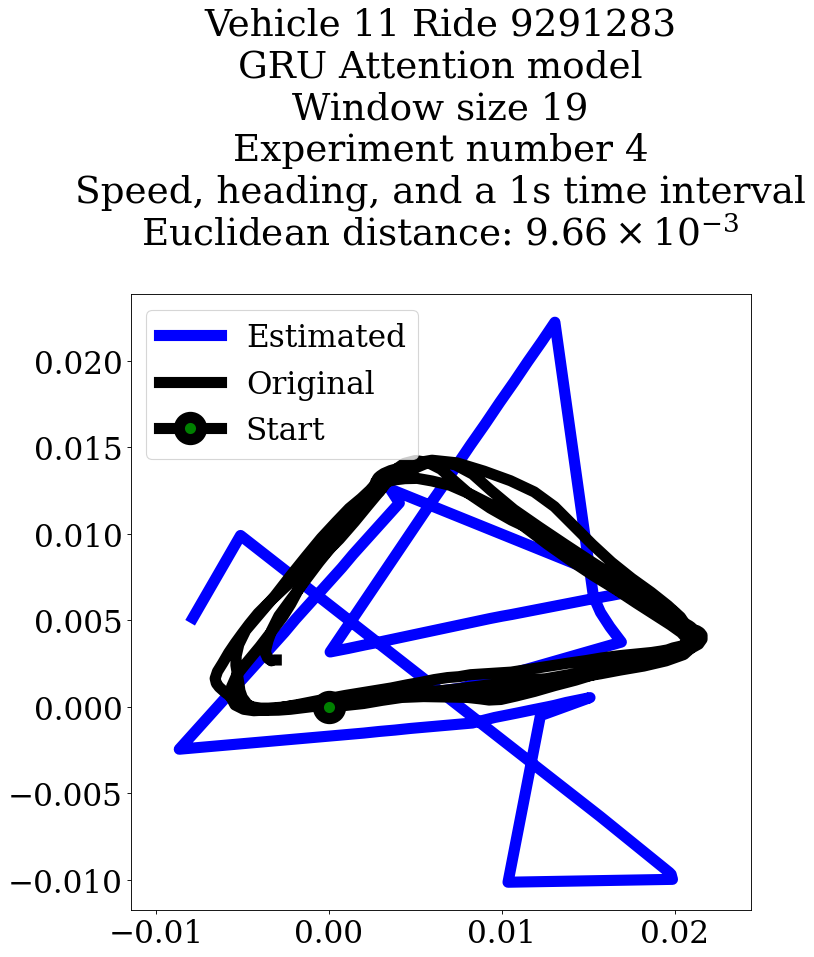 Vehicle 11 Ride 9291283
GRU Attention model
Window size 19
Experiment number 4
Speed, heading, and a 1s time interval
Euclidean distance: 9.66 × 10⁻³
Estimated
Original
Start
0.020
0.015
0.010
0.005
0.000
−0.005
−0.010
−0.01 0.00 0.01 0.02